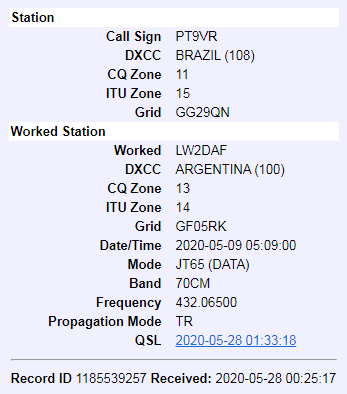 Station
Call Sign PT9VR
DXCC BRAZIL (108)
CQ Zone 11
ITU Zone 15
Grid GG29QN
Worked Station
Worked LW2DAF
DXCC ARGENTINA (100)
CQ Zone 13
ITU Zone 14
Grid GF05RK
Date/Time 2020-05-09 05:09:00
Mode JT65 (DATA)
Band 70CM
Frequency 432.06500
Propagation Mode TR
QSL 2020-05-28 01:33:18
Record ID 1185539257 Received: 2020-05-28 00:25:17